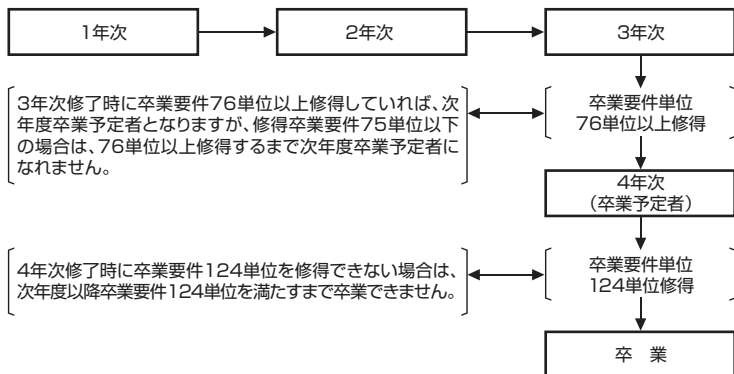 1年次
2年次
3年次
3年次修了時に卒業要件76単位以上修得していれば、次
年度卒業予定者となりますが、修得卒業要件75単位以下
の場合は、76単位以上修得するまで次年度卒業予定者に
なれません。
卒業要件単位
76単位以上修得
4年次
(卒業予定者)
4年次修了時に卒業要件124単位を修得できない場合は、
次年度以降卒業要件124単位を満たすまで卒業できません。
卒業要件単位
124単位修得
卒 業